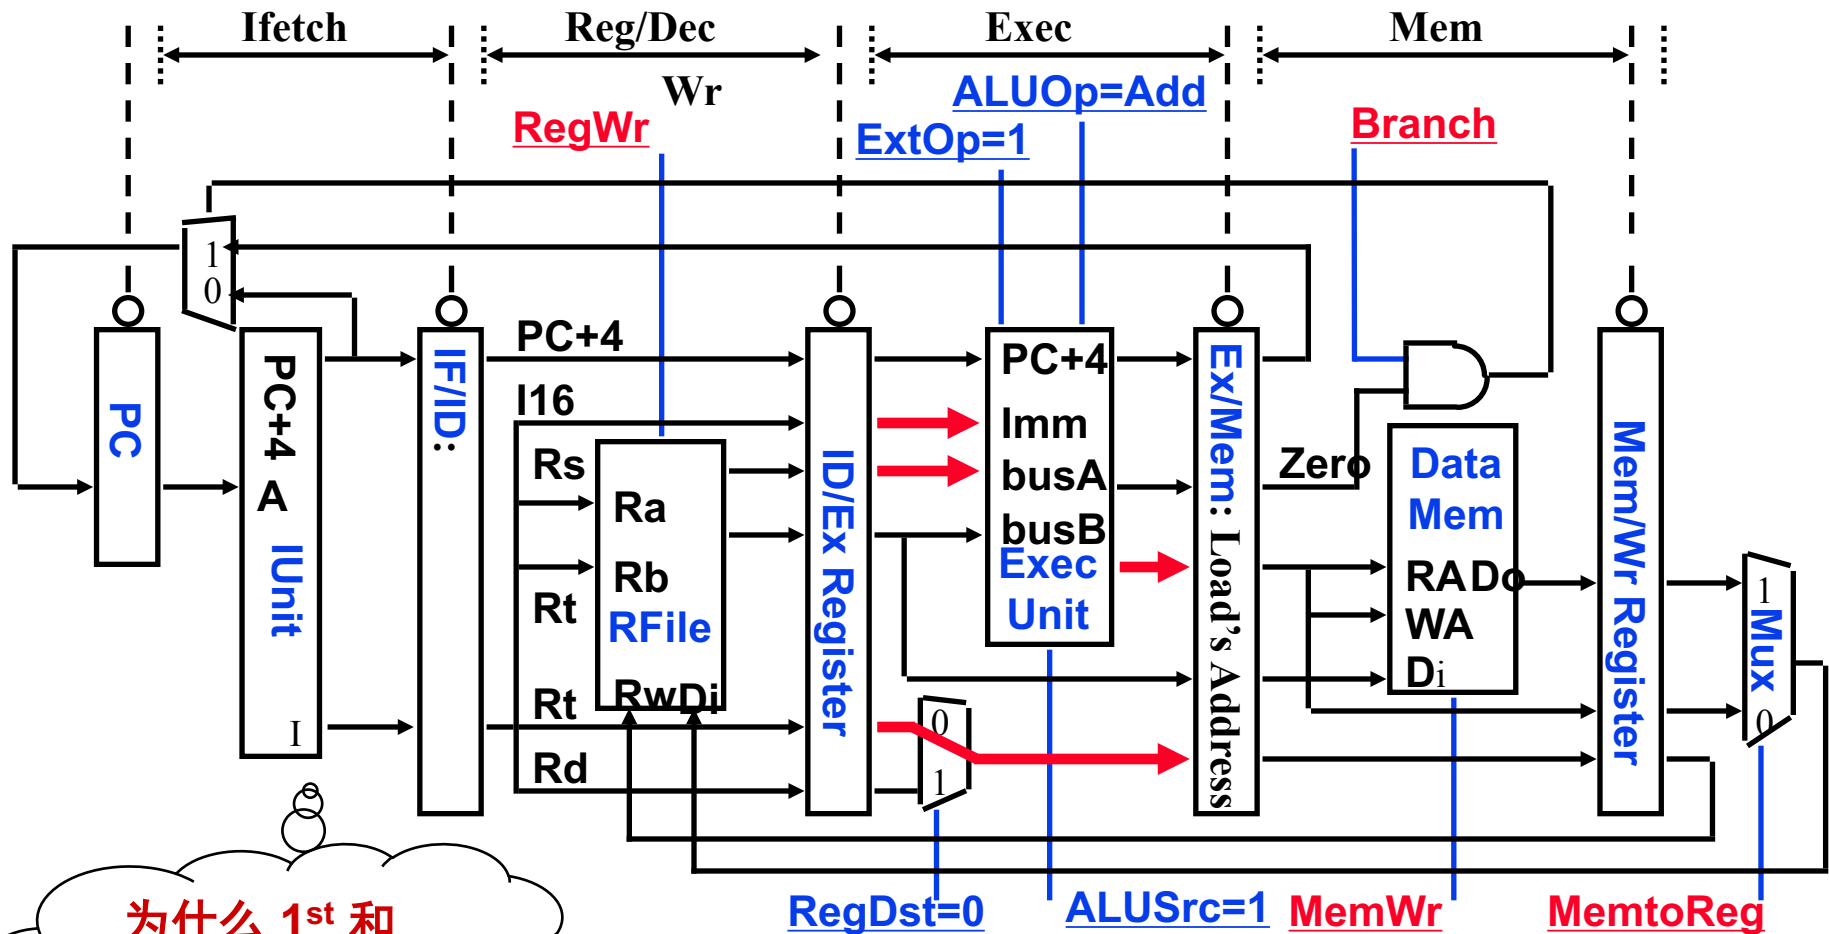 Ifetch
Reg/Dec
Exec
Mem
Wr
ALUOp=Add
RegWr
ExtOp=1
Branch
1
0
PC
PC+4
A
IUnit
I
IF/ID:
PC+4
I16
Rs
Rt
Rt
Rd
Ra
Rb
RFile
RwDi
ID/Ex Register
PC+4
Imm
busA
busB
Exec
Unit
0
1
Ex/Mem: Load's Address
Zero
Data
Mem
RA Do
WA
Di
Mem/Wr Register
1
Mux
0
RegDst=0
ALUSrc=1
MemWr
MemtoReg
为什么 1st 和